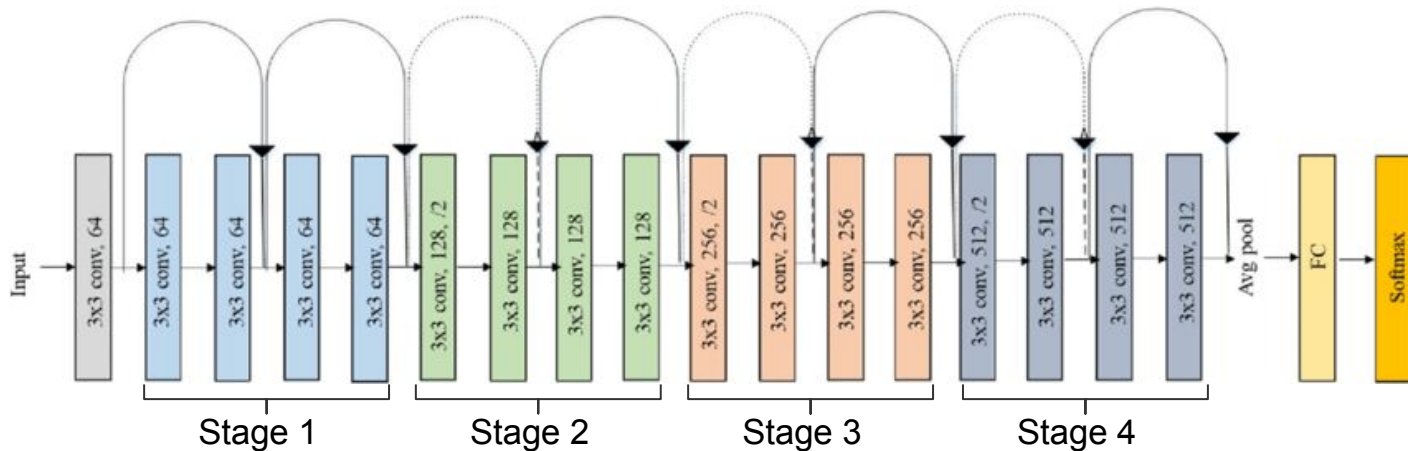 Input
3x3 conv, 64
3x3 conv, 64
3x3 conv, 64
3x3 conv, 64
3x3 conv, 64
3x3 conv, 128, /2
3x3 conv, 128
3x3 conv, 128
3x3 conv, 128
3x3 conv, 256, /2
3x3 conv, 256
3x3 conv, 256
3x3 conv, 256
3x3 conv, 512, /2
3x3 conv, 512
3x3 conv, 512
3x3 conv, 512
Avg pool
FC
Softmax
Stage 1
Stage 2
Stage 3
Stage 4